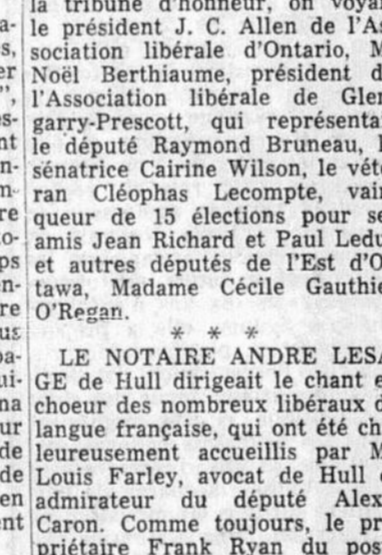 la tribune d'honneur, on voyai
le président J. C. Allen de l'As
sociation libérale d'Ontario, M
Noël Berthiaume, président d
l'Association libérale de Glen
garry-Prescott, qui représenta
le député Raymond Bruneau, l
sénatrice Cairine Wilson, le vété
ran Cléophas Lecompte, vain
queur de 15 élections pour se
amis Jean Richard et Paul Ledu
et autres députés de l'Est d'O
tawa, Madame Cécile Gauthie
O'Regan.
* * *
LE NOTAIRE ANDRE LESA
GE de Hull dirigeait le chant e
choeur des nombreux libéraux d
langue française, qui ont été ch
leureusement accueillis par M
Louis Farley, avocat de Hull e
admirateur du député Alex
Caron. Comme toujours, le pr
priétaire Frank Ryan du pos